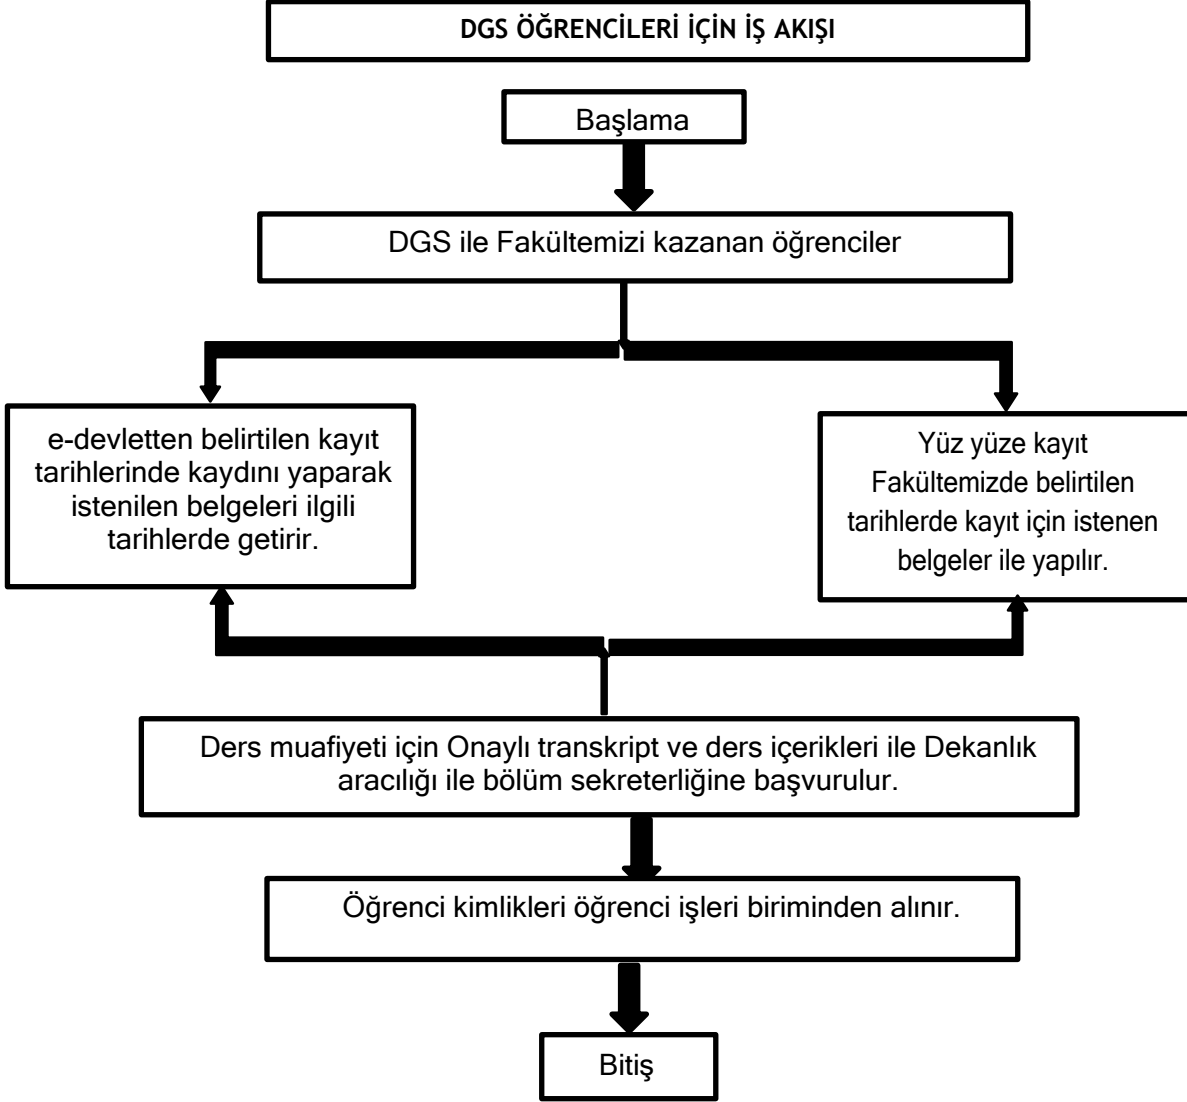 DGS ÖĞRENCİLERİ İÇİN İŞ AKIŞI
Başlama
DGS ile Fakültemizi kazanan öğrenciler
e-devletten belirtilen kayıt
tarihlerinde kaydını yaparak
istenilen belgeleri ilgili
tarihlerde getirir.
Yüz yüze kayıt
Fakültemizde belirtilen
tarihlerde kayıt için istenen
belgeler ile yapılır.
Ders muafiyeti için Onaylı transkript ve ders içerikleri ile Dekanlık
aracılığı ile bölüm sekreterliğine başvurulur.
Öğrenci kimlikleri öğrenci işleri biriminden alınır.
Bitiş